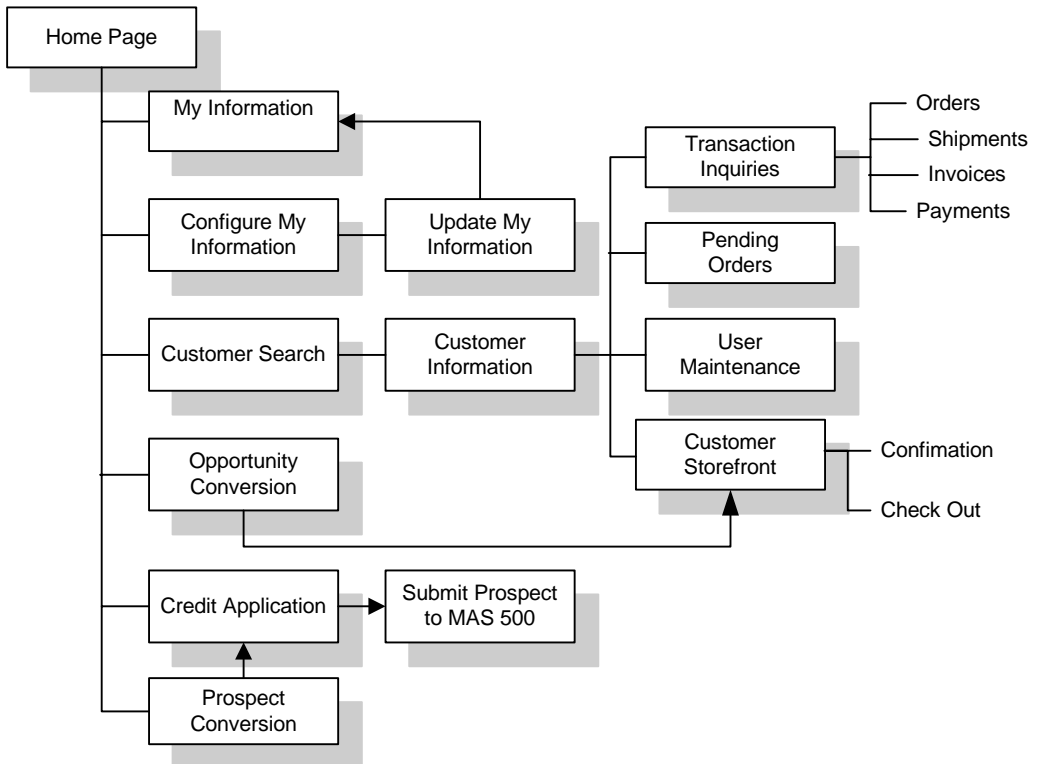 Home Page
My Information
Configure My
Information
Update My
Information
Customer Search
Customer
Information
Opportunity
Conversion
Credit Application
Submit Prospect
to MAS 500
Prospect
Conversion
Transaction
Inquiries
Orders
Shipments
Invoices
Payments
Pending
Orders
User
Maintenance
Customer
Storefront
Confimation
Check Out